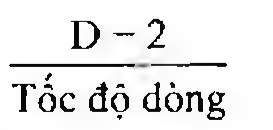 D - 2
Tốc độ dòng